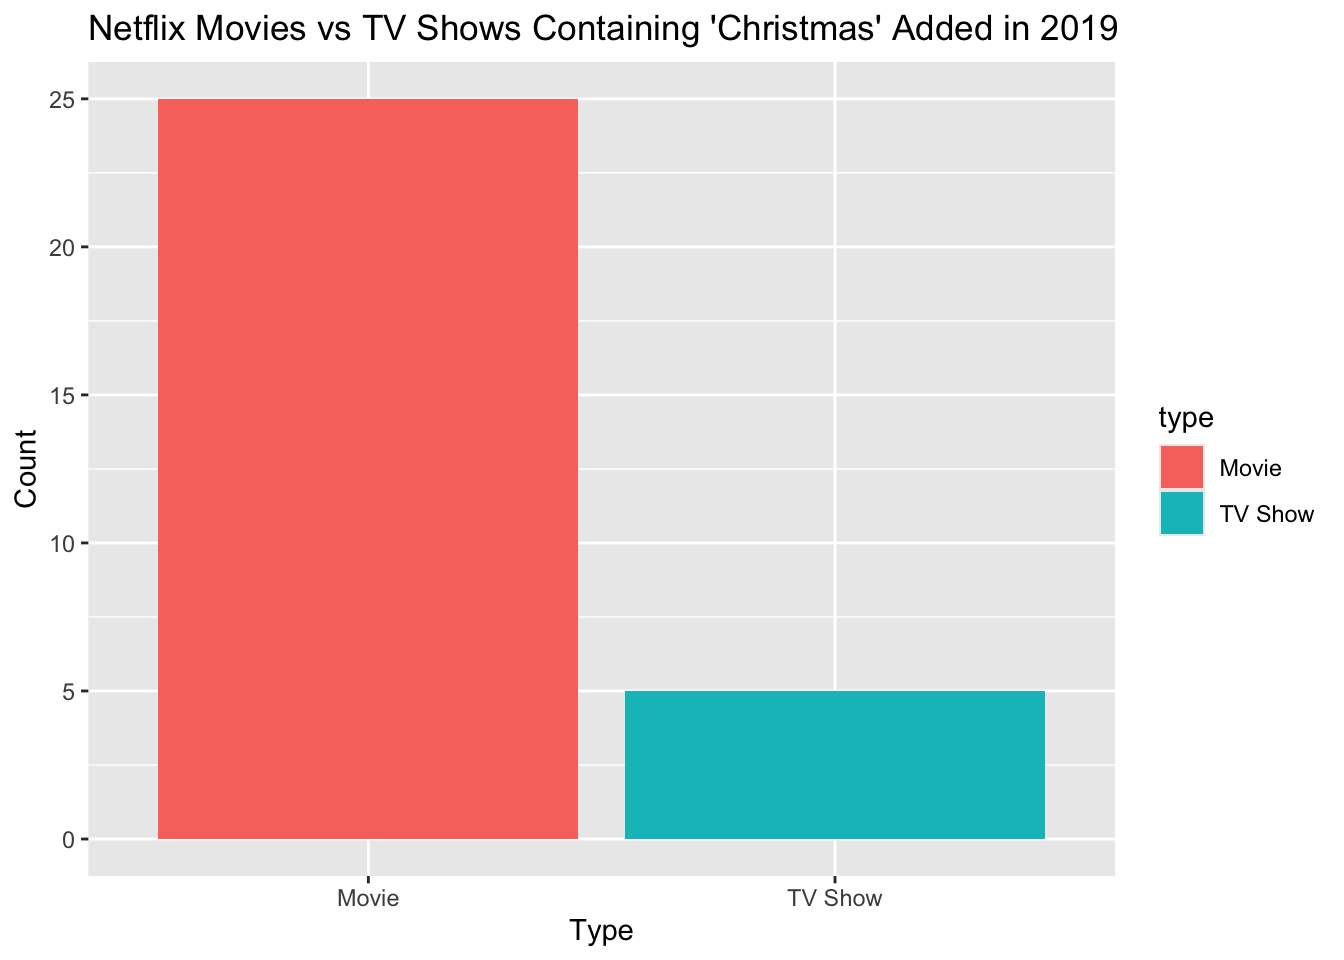 Netflix Movies vs TV Shows Containing 'Christmas' Added in 2019
25
20
15
10
5
0
Count
Movie
TV Show
Type
type
Movie
TV Show